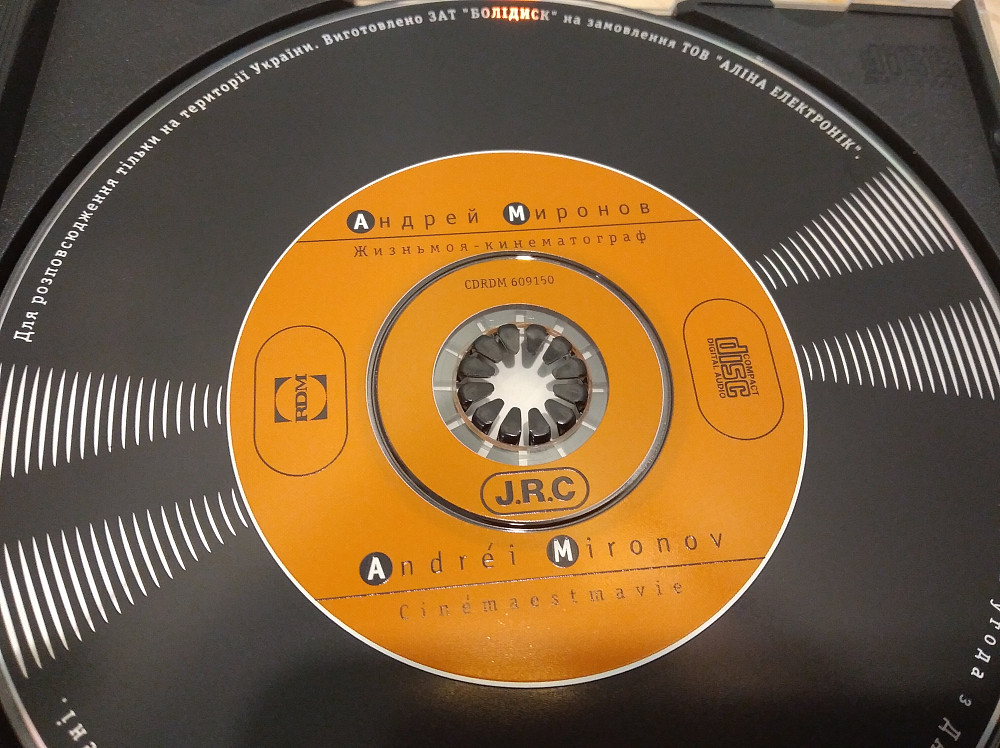 Для розповсюдження тільки на території України. Виготовлено ЗАТ "БОЛІДИСК" на замовлення ТОВ "АЛІНА ЕЛЕКТРОНІК".
Андрей Миронов
Жизньмоя-кинематограф
CDRDM 609150
RDM
COMPACT
disc
DIGITAL AUDIO
J.R.C
Andréi Mironov
Cinémaestmavie
Угода з